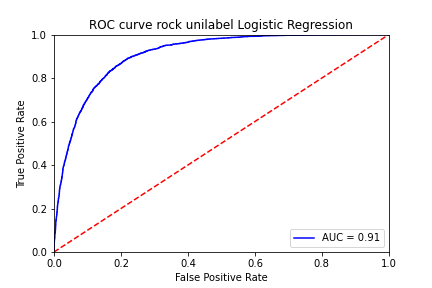 ROC curve rock unilabel Logistic Regression
True Positive Rate
1.0
0.8
0.6
0.4
0.2
0.0
AUC = 0.91
0.0 0.2 0.4 0.6 0.8 1.0
False Positive Rate